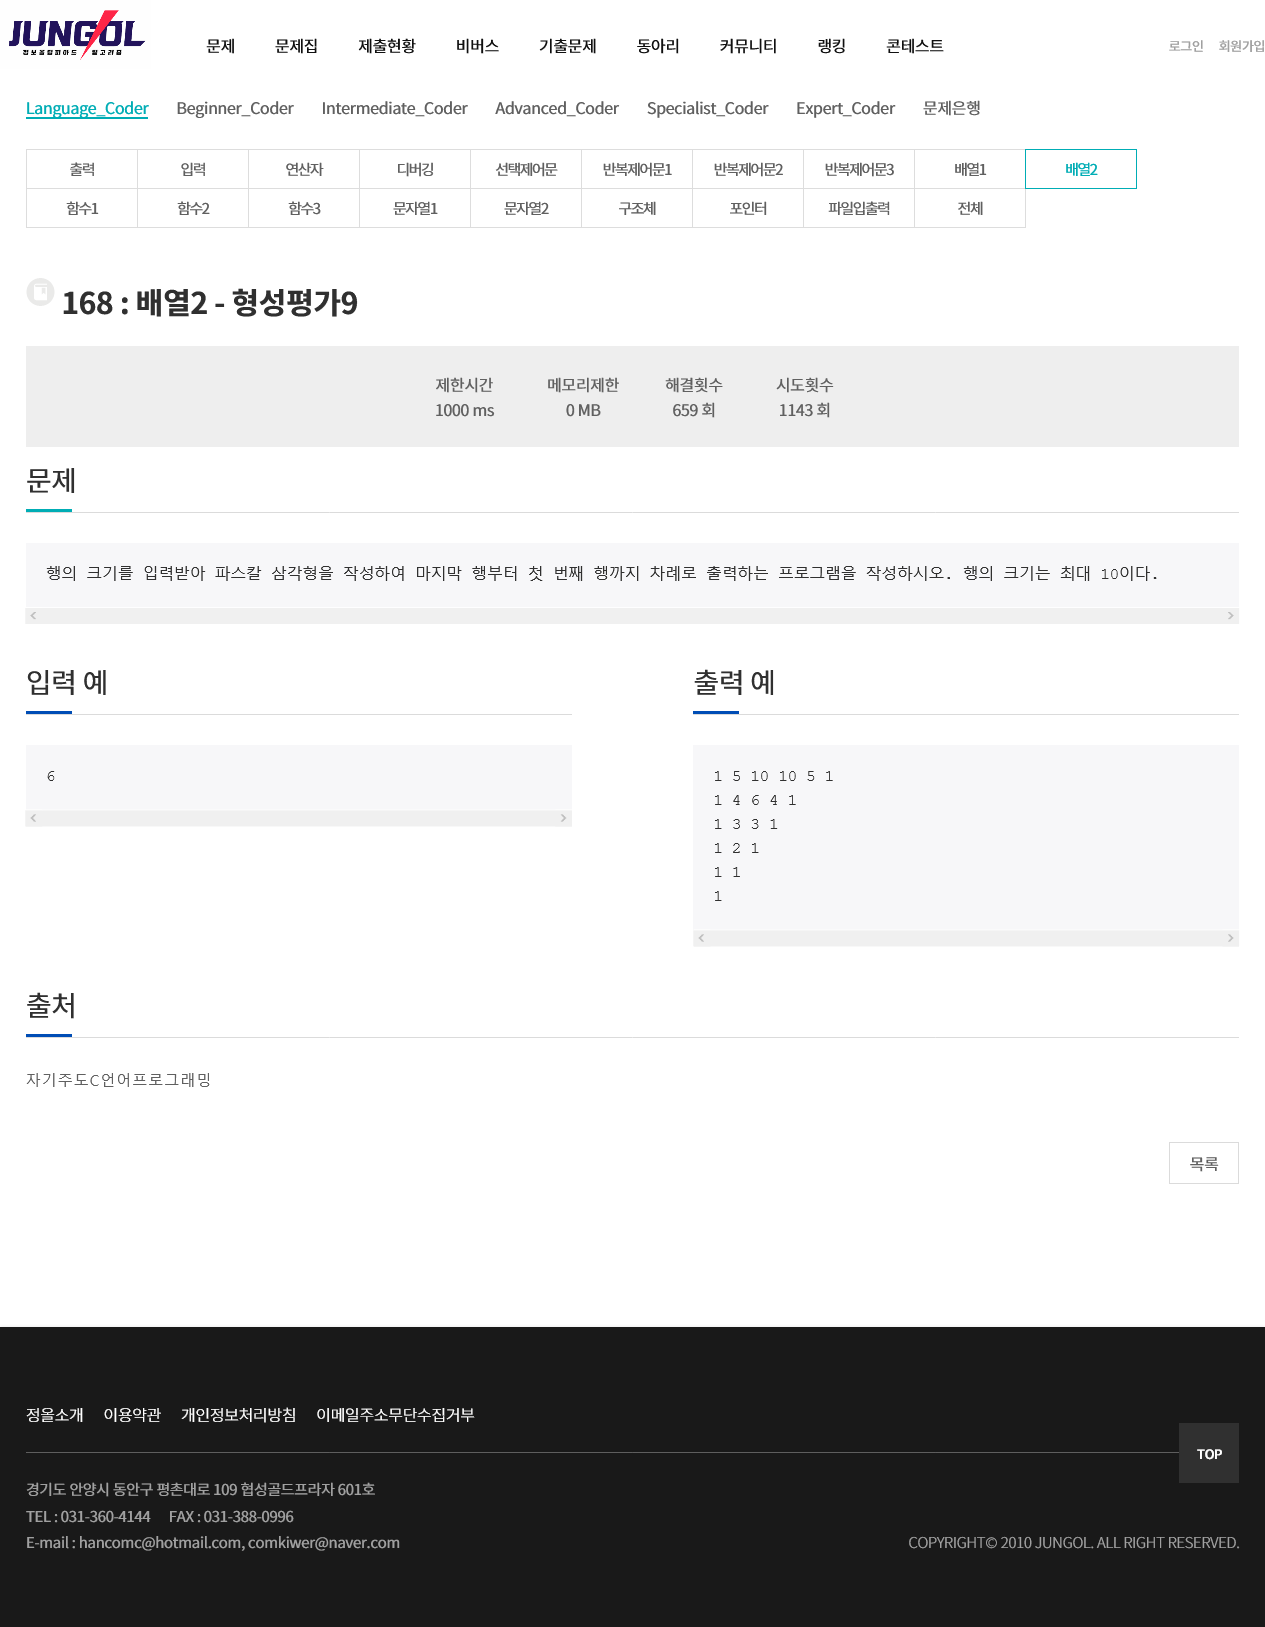 JUNGOL
정보올림피아드 알고리즘
문제 문제집 제출현황 비버스 기출문제 동아리 커뮤니티 랭킹 콘테스트 로그인 회원가입
Language_Coder Beginner_Coder Intermediate_Coder Advanced_Coder Specialist_Coder Expert_Coder 문제은행
출력 입력 연산자 디버깅 선택제어문 반복제어문1 반복제어문2 반복제어문3 배열1 배열2
함수1 함수2 함수3 문자열1 문자열2 구조체 포인터 파일입출력 전체
168 : 배열2 - 형성평가9
제한시간 메모리제한 해결횟수 시도횟수
1000 ms 0 MB 659 회 1143 회
문제
행의 크기를 입력받아 파스칼 삼각형을 작성하여 마지막 행부터 첫 번째 행까지 차례로 출력하는 프로그램을 작성하시오. 행의 크기는 최대 10이다.
입력 예
6
출력 예
1 5 10 10 5 1
1 4 6 4 1
1 3 3 1
1 2 1
1 1
1
출처
자기주도C언어프로그래밍
목록
정올소개 이용약관 개인정보처리방침 이메일주소무단수집거부
TOP
경기도 안양시 동안구 평촌대로 109 협성골드프라자 601호
TEL : 031-360-4144 FAX : 031-388-0996
E-mail : hancomc@hotmail.com, comkiwer@naver.com
COPYRIGHT© 2010 JUNGOL. ALL RIGHT RESERVED.